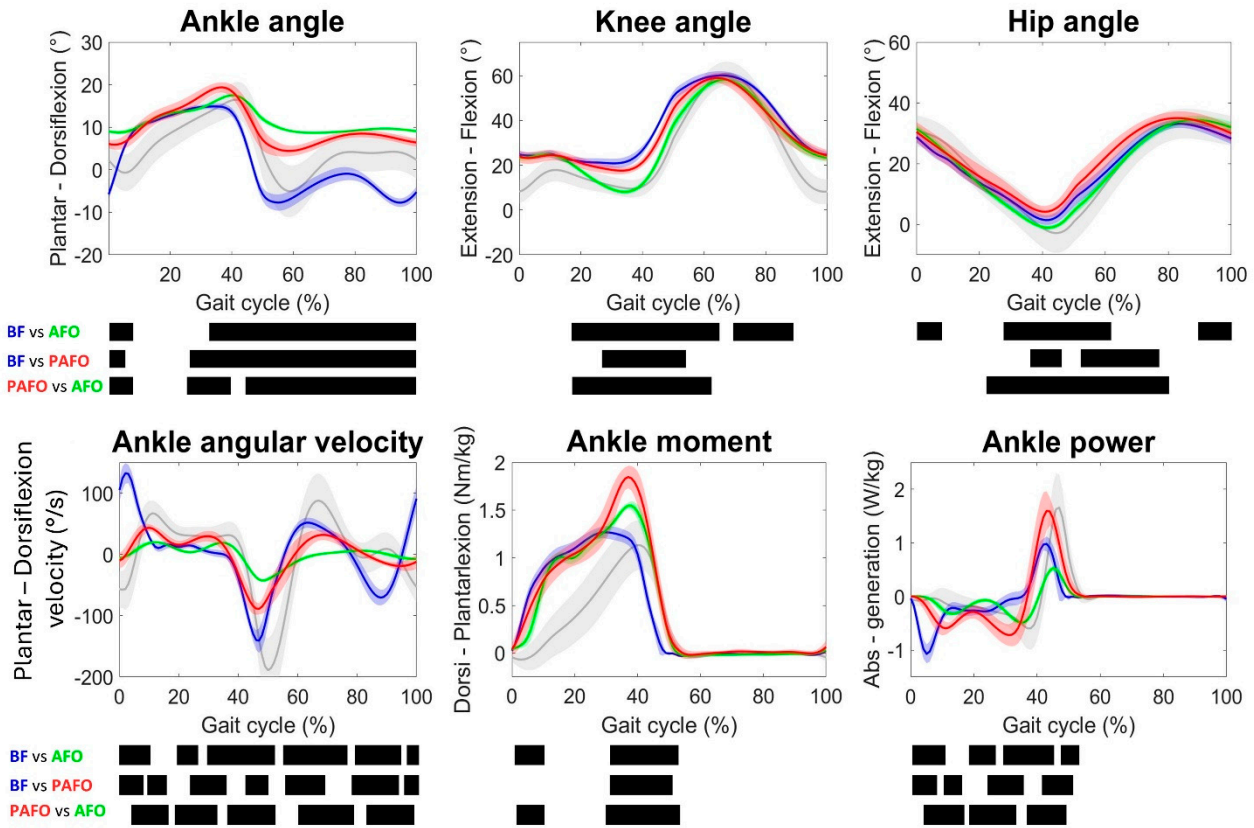 Ankle angle
Knee angle
Hip angle
Plantar - Dorsiflexion (°)
30
20
10
0
-10
-20
20 40 60 80 100
Gait cycle (%)
Extension - Flexion (°)
60
40
20
0
20
0 20 40 60 80 100
Gait cycle (%)
Extension - Flexion (°)
60
40
20
0
0 20 40 60 80 100
Gait cycle (%)
BF vs AFO
BF vs PAFO
PAFO vs AFO
Ankle angular velocity
Ankle moment
Ankle power
Plantar – Dorsiflexion
velocity (º/s)
100
0
-100
-200
0 20 40 60 80 100
Gait cycle (%)
Dorsi - Plantarlexion (Nm/kg)
2
1.5
1
0.5
0
0 20 40 60 80 100
Gait cycle (%)
Abs - generation (W/kg)
2
1
0
-1
0 20 40 60 80 100
Gait cycle (%)
BF vs AFO
BF vs PAFO
PAFO vs AFO